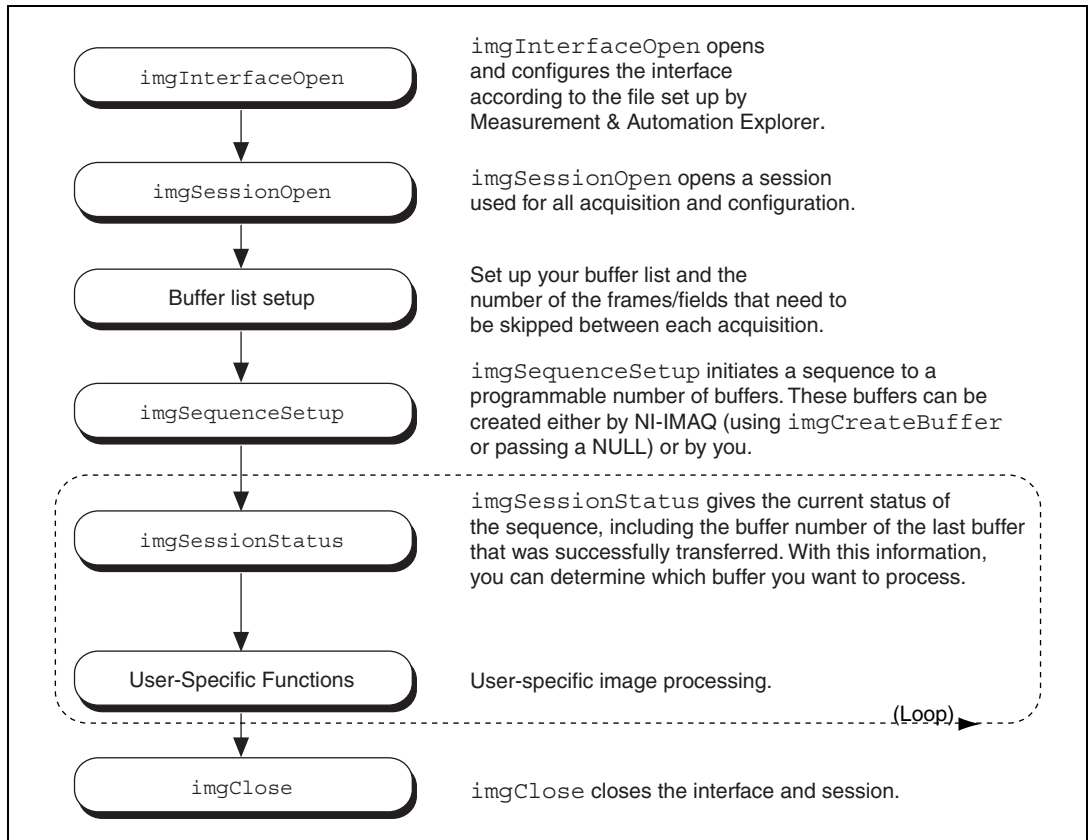 imgInterfaceOpen
imgInterfaceOpen opens
and configures the interface
according to the file set up by
Measurement & Automation Explorer.
imgSessionOpen
imgSessionOpen opens a session
used for all acquisition and configuration.
Buffer list setup
Set up your buffer list and the
number of the frames/fields that need to
be skipped between each acquisition.
imgSequenceSetup
imgSequenceSetup initiates a sequence to a
programmable number of buffers. These buffers can be
created either by NI-IMAQ (using imgCreateBuffer
or passing a NULL) or by you.
imgSessionStatus
imgSessionStatus gives the current status of
the sequence, including the buffer number of the last buffer
that was successfully transferred. With this information,
you can determine which buffer you want to process.
User-Specific Functions
User-specific image processing.
(Loop)
imgClose
imgClose closes the interface and session.